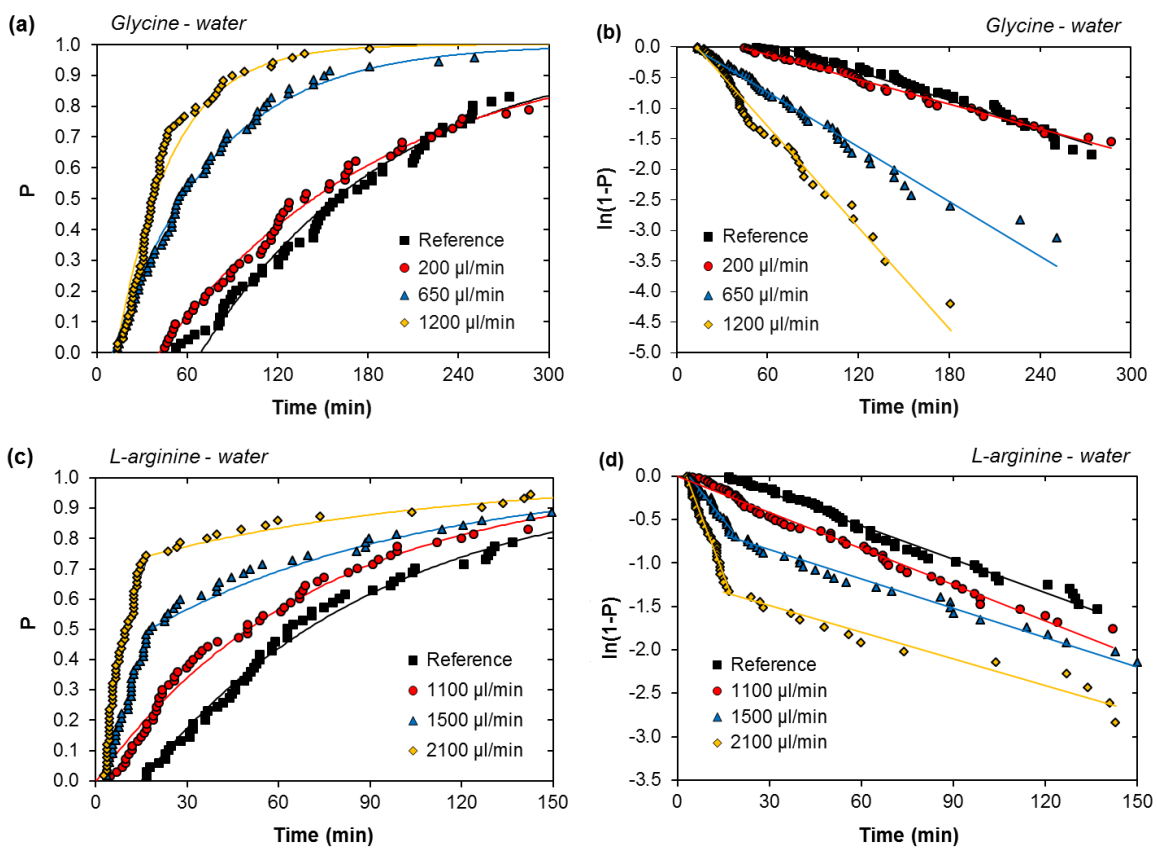 (a)
Glycine - water
1.0
0.9
0.8
0.7
0.6
0.5
0.4
0.3
0.2
0.1
0.0
P
Reference
200 µl/min
650 µl/min
1200 µl/min
0 60 120 180 240 300
Time (min)
(b)
Glycine - water
0.0
-0.5
-1.0
-1.5
-2.0
-2.5
-3.0
-3.5
-4.0
-4.5
-5.0
ln(1-P)
Reference
200 µl/min
650 µl/min
1200 µl/min
0 60 120 180 240 300
Time (min)
(c)
L-arginine - water
1.0
0.9
0.8
0.7
0.6
0.5
0.4
0.3
0.2
0.1
0.0
P
Reference
1100 µl/min
1500 µl/min
2100 µl/min
0 30 60 90 120 150
Time (min)
(d)
L-arginine - water
0.0
-0.5
-1.0
-1.5
-2.0
-2.5
-3.0
-3.5
ln(1-P)
Reference
1100 µl/min
1500 µl/min
2100 µl/min
0 30 60 90 120 150
Time (min)